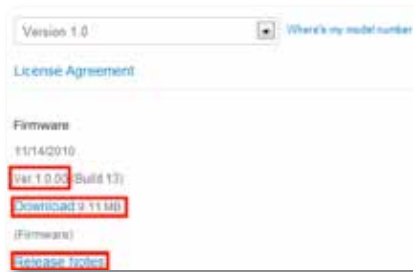 Version 1.0
Where's my model number
License Agreement
Firmware
11/14/2010
Ver 1.0.00 (Build 13)
Download 9.11 MB
(Firmware)
Release Notes